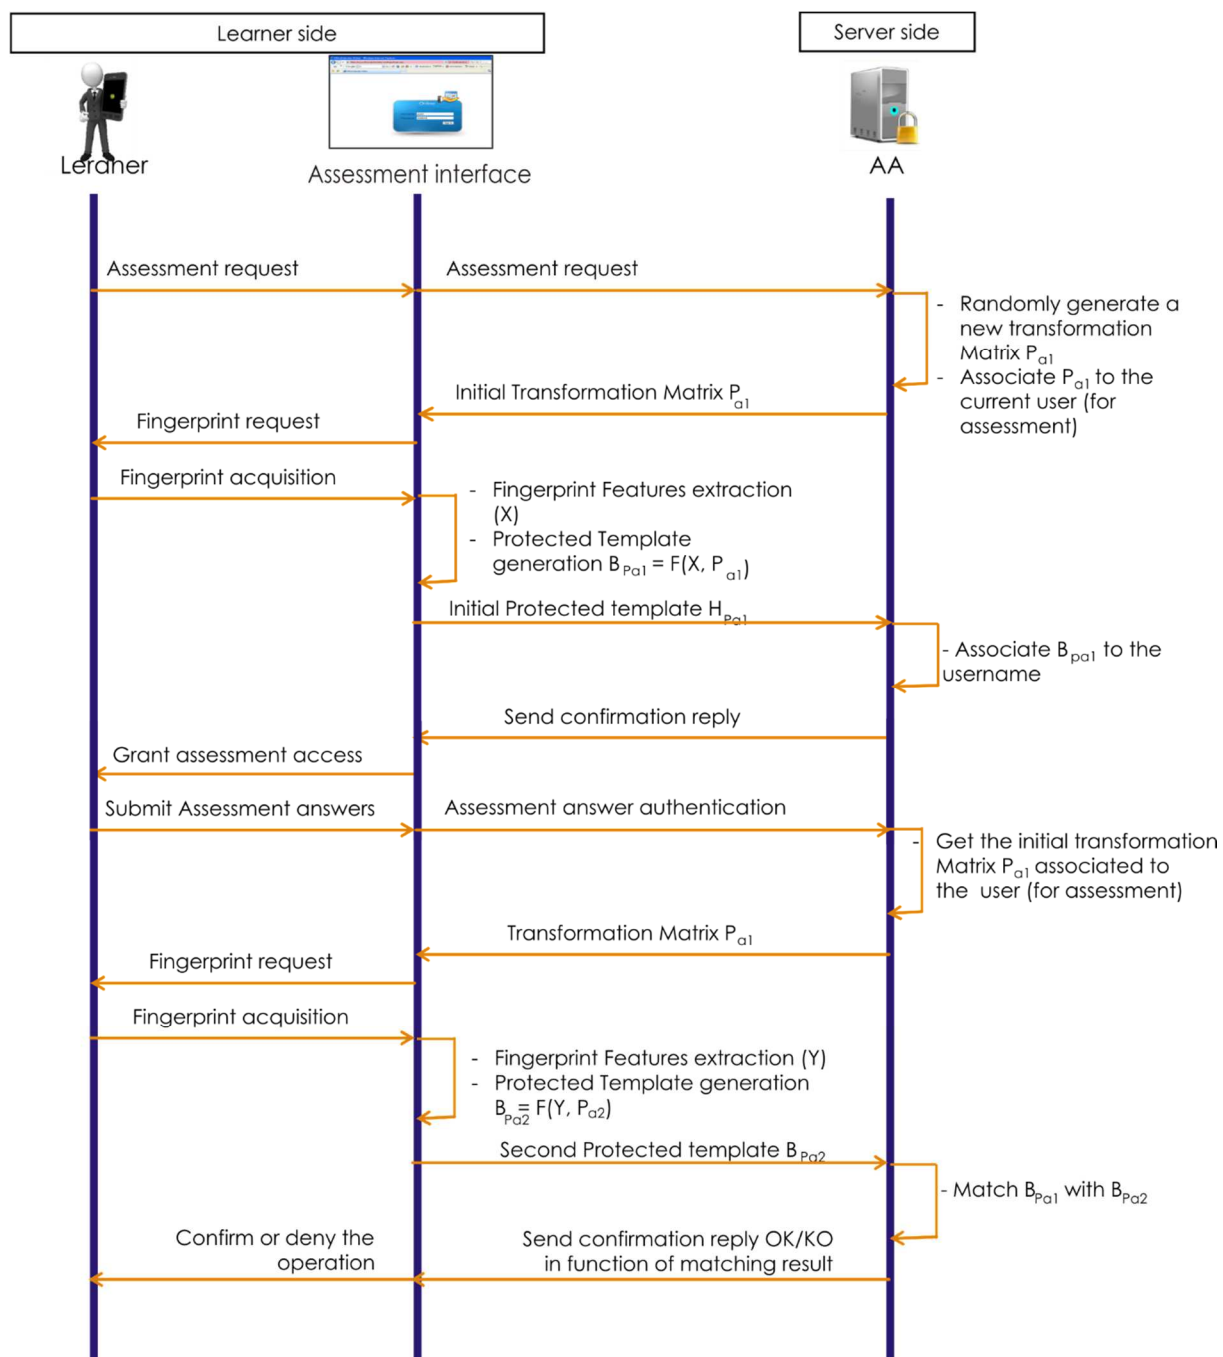 Learner side
Server side
Lerdner
Assessment interface
AA
Assessment request
Assessment request
- Randomly generate a
new transformation
Matrix Pa1
- Associate Pa1 to the
current user (for
assessment)
Initial Transformation Matrix Pa1
Fingerprint request
Fingerprint acquisition
- Fingerprint Features extraction
(X)
- Protected Template
generation BPa1 = F(X, Pa1)
Initial Protected template HPa1
- Associate Bpa1 to the
username
Send confirmation reply
Grant assessment access
Submit Assessment answers
Assessment answer authentication
- Get the initial transformation
Matrix Pa1 associated to
the user (for assessment)
Transformation Matrix Pa1
Fingerprint request
Fingerprint acquisition
- Fingerprint Features extraction (Y)
- Protected Template generation
BPa2 = F(Y, Pa2)
Second Protected template BPa2
- Match BPa1 with BPa2
Confirm or deny the
operation
Send confirmation reply OK/KO
in function of matching result